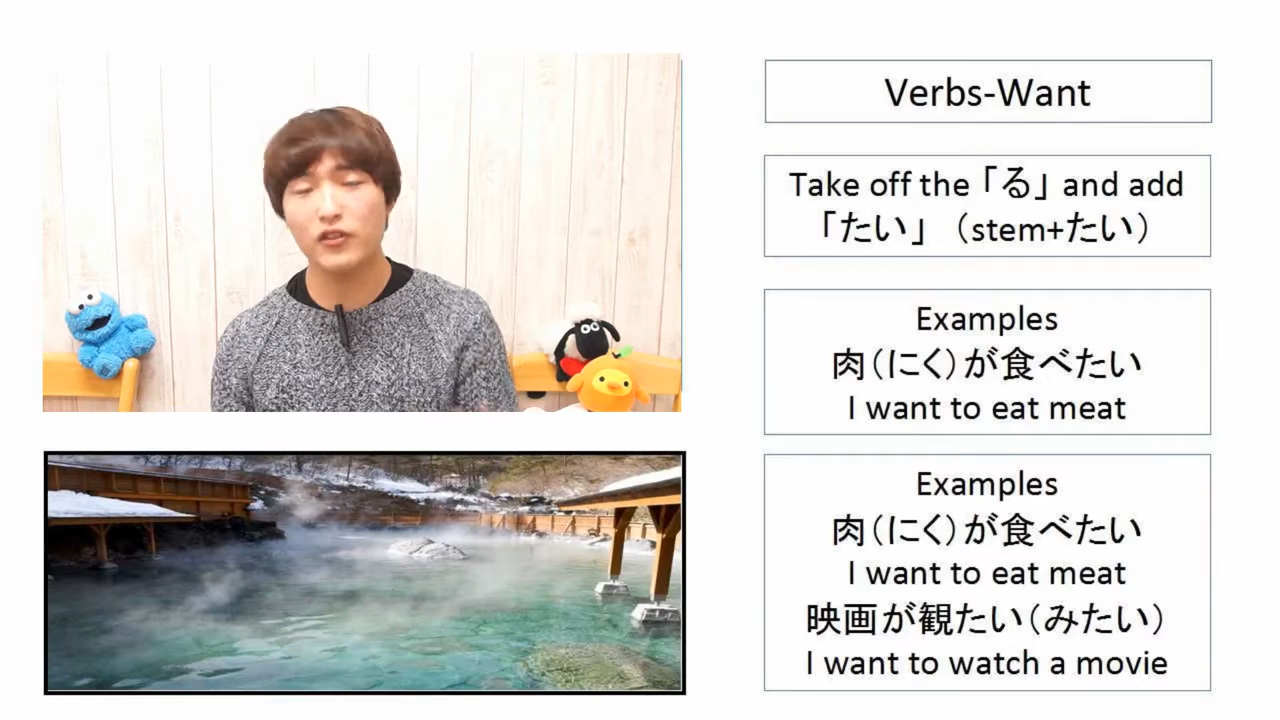 Verbs-Want
Take off the「る」 and add
「たい」 （stem+たい）
Examples
肉（にく）が食べたい
I want to eat meat
Examples
肉（にく）が食べたい
I want to eat meat
映画が観たい（みたい）
I want to watch a movie